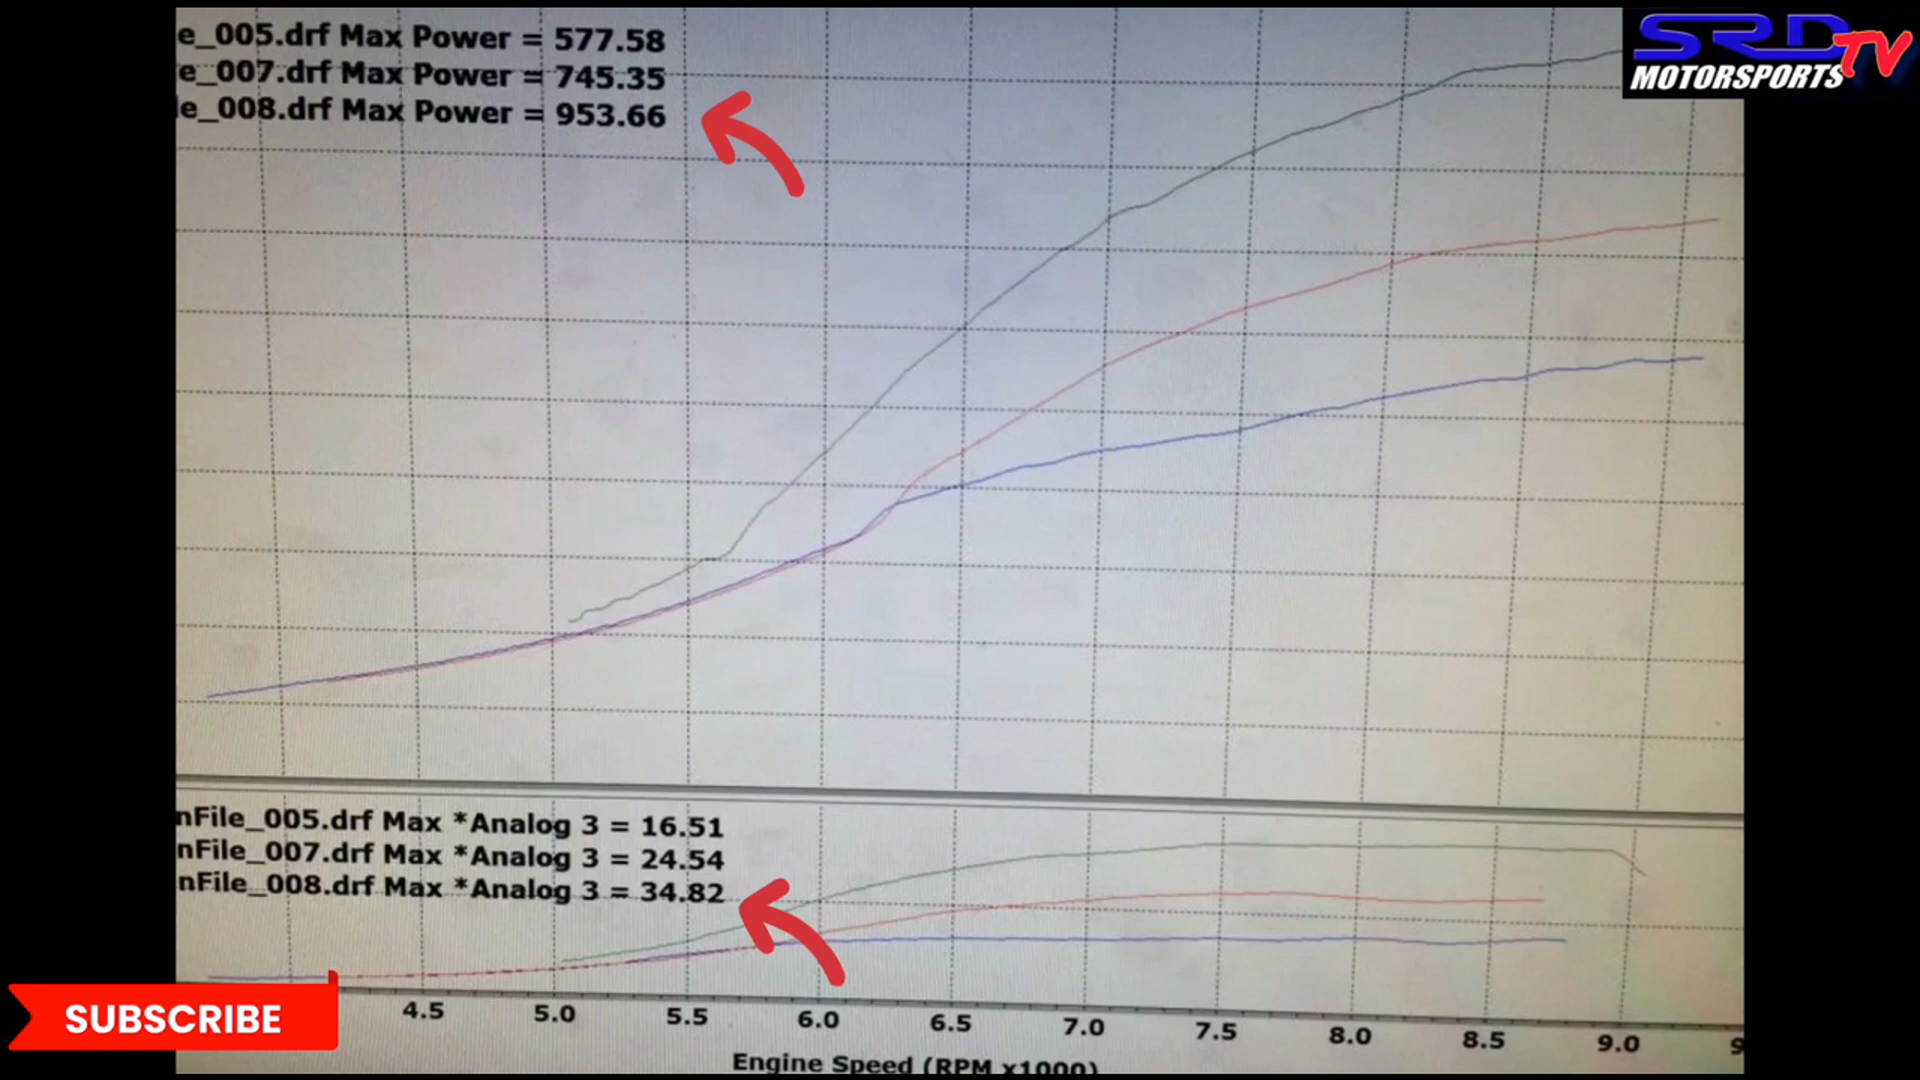 e_005.drf Max Power = 577.58
e_007.drf Max Power = 745.35
le_008.drf Max Power = 953.66
SRD TV
MOTORSPORTS
nFile_005.drf Max *Analog 3 = 16.51
nFile_007.drf Max *Analog 3 = 24.54
nFile_008.drf Max *Analog 3 = 34.82
4.5 5.0 5.5 6.0 6.5 7.0 7.5 8.0 8.5 9.0 9
Engine Speed (RPM x1000)
SUBSCRIBE